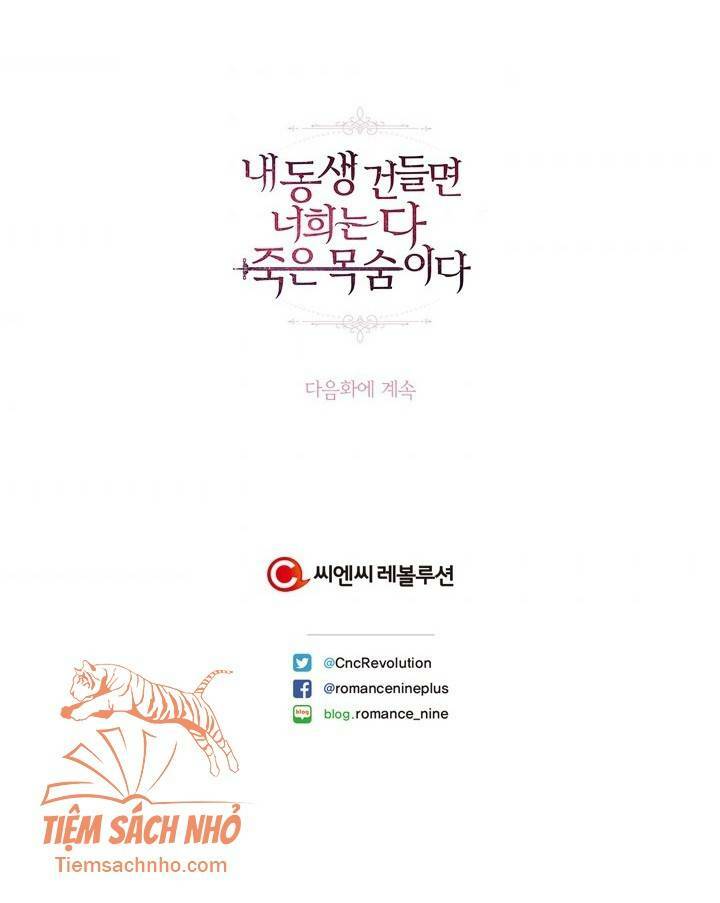 내 동생 건들면
너희는 다
죽은 목숨이다
다음화에 계속
씨엔씨 레볼루션
@CncRevolution
@romancenineplus
blog
blog.romance_nine
TIỆM SÁCH NHỎ
Tiemsachnho.com